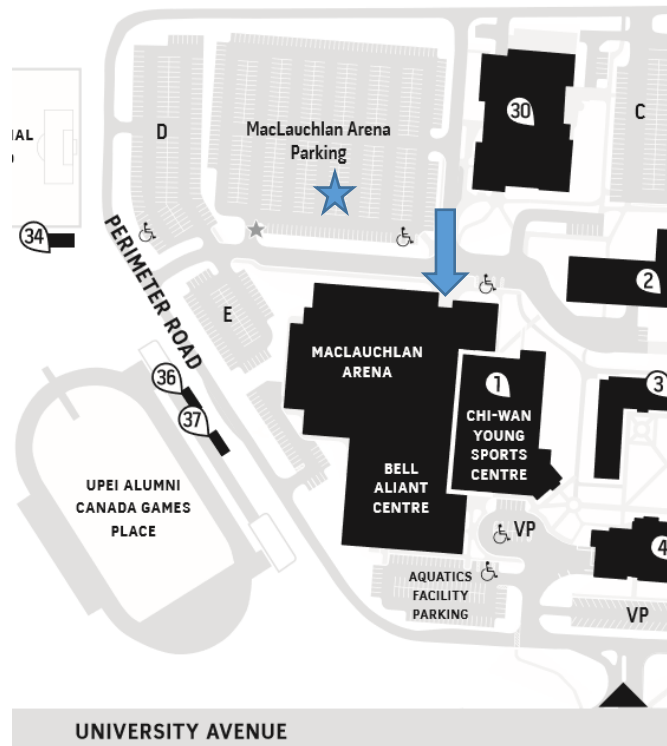 30
C
D
MacLauchlan Arena
Parking
AL
34
PERIMETER ROAD
2
E
MACLAUCHLAN
ARENA
36
1
3
37
CHI-WAN
YOUNG
SPORTS
CENTRE
BELL
ALIANT
CENTRE
UPEI ALUMNI
CANADA GAMES
PLACE
VP
4
AQUATICS
FACILITY
PARKING
VP
UNIVERSITY AVENUE